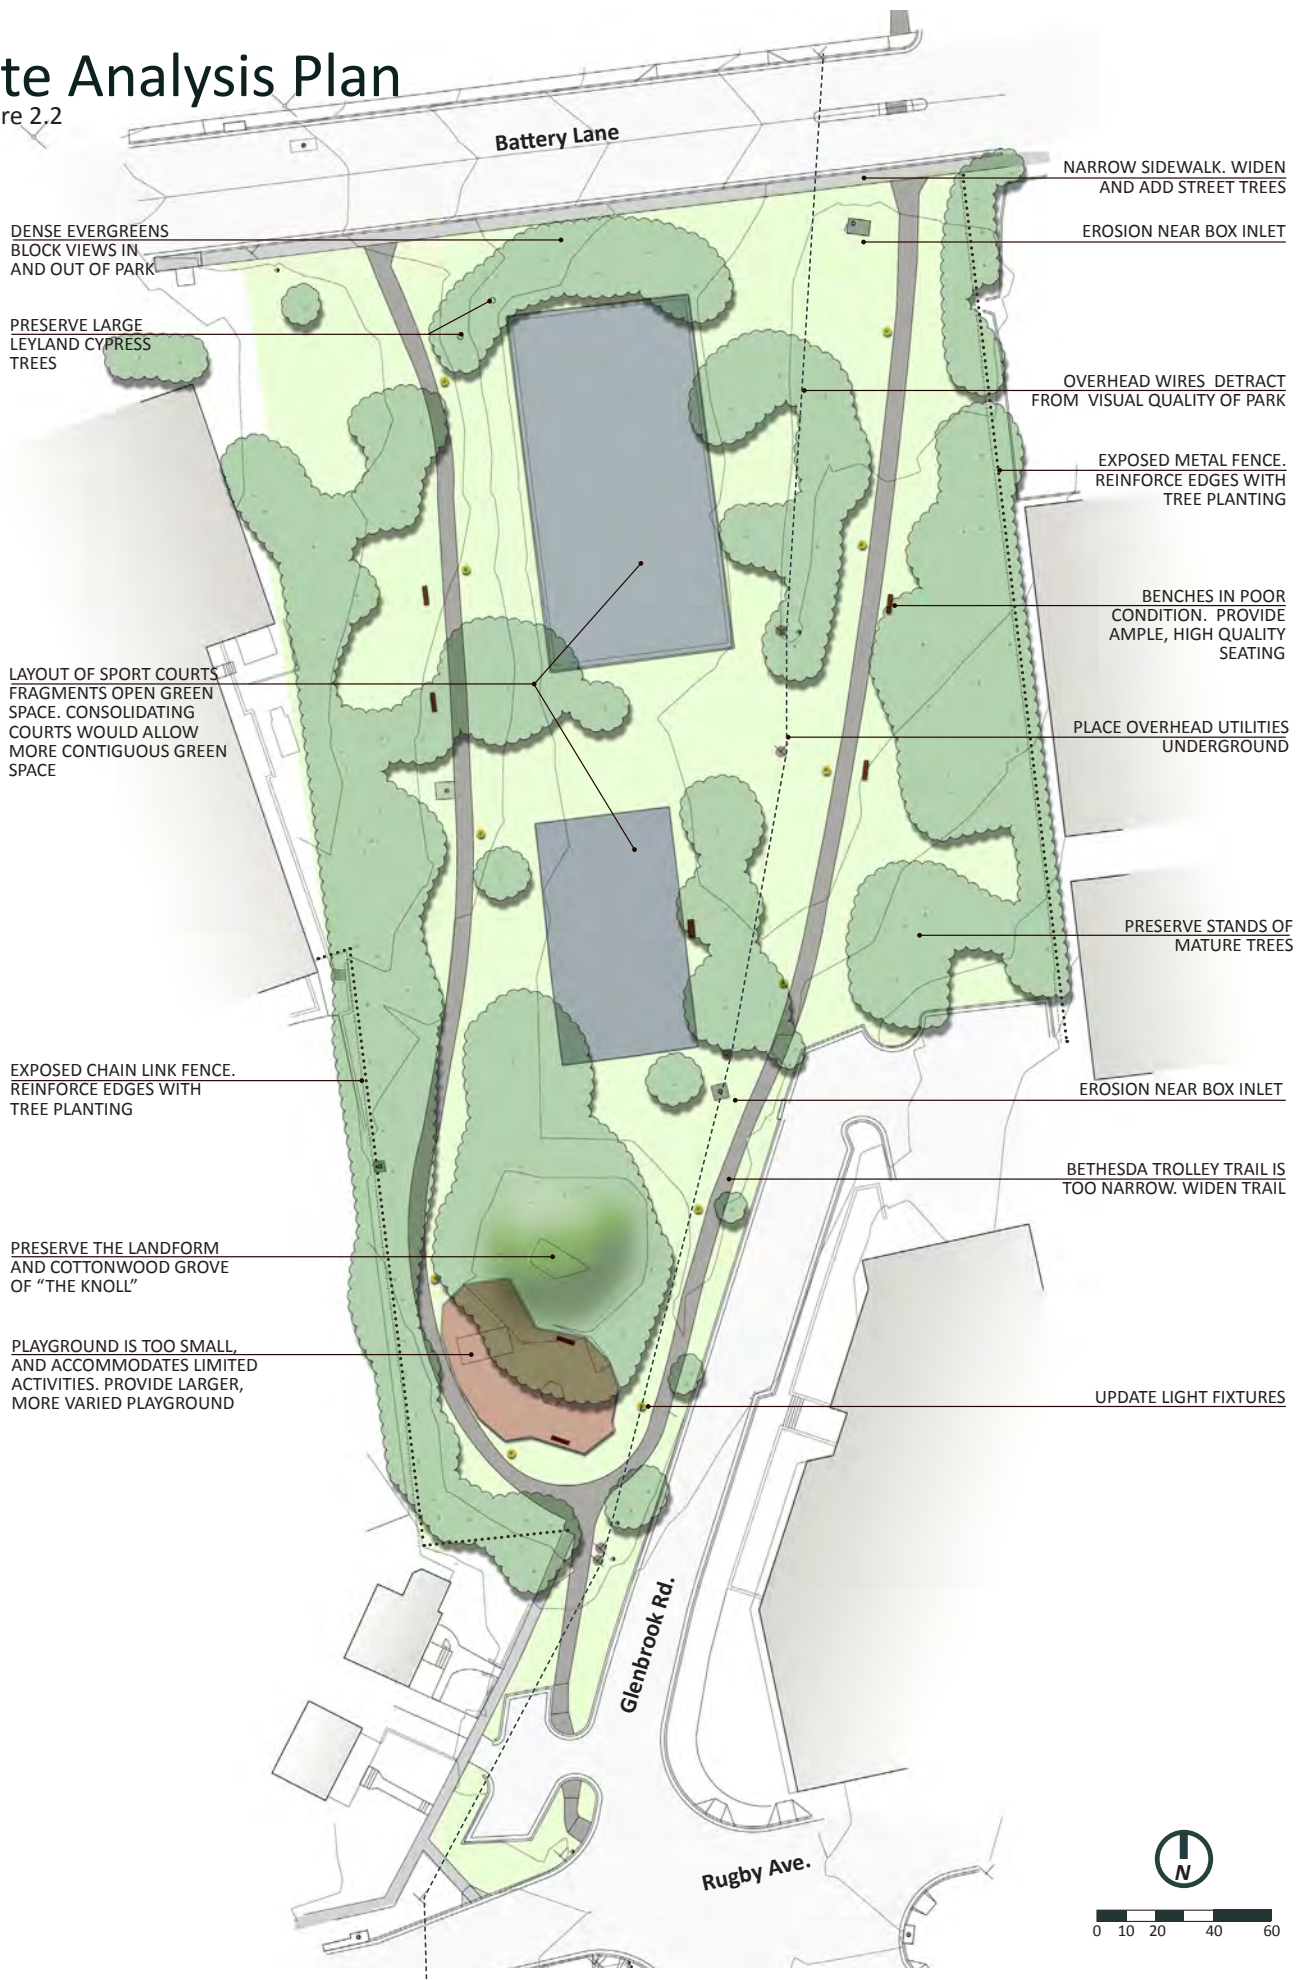 te Analysis Plan
re 2.2
Battery Lane
NARROW SIDEWALK. WIDEN
AND ADD STREET TREES
EROSION NEAR BOX INLET
DENSE EVERGREENS
BLOCK VIEWS IN
AND OUT OF PARK
PRESERVE LARGE
LEYLAND CYPRESS
TREES
OVERHEAD WIRES DETRACT
FROM VISUAL QUALITY OF PARK
EXPOSED METAL FENCE.
REINFORCE EDGES WITH
TREE PLANTING
BENCHES IN POOR
CONDITION. PROVIDE
AMPLE, HIGH QUALITY
SEATING
LAYOUT OF SPORT COURTS
FRAGMENTS OPEN GREEN
SPACE. CONSOLIDATING
COURTS WOULD ALLOW
MORE CONTIGUOUS GREEN
SPACE
PLACE OVERHEAD UTILITIES
UNDERGROUND
PRESERVE STANDS OF
MATURE TREES
EXPOSED CHAIN LINK FENCE.
REINFORCE EDGES WITH
TREE PLANTING
EROSION NEAR BOX INLET
BETHESDA TROLLEY TRAIL IS
TOO NARROW. WIDEN TRAIL
PRESERVE THE LANDFORM
AND COTTONWOOD GROVE
OF “THE KNOLL”
PLAYGROUND IS TOO SMALL,
AND ACCOMMODATES LIMITED
ACTIVITIES. PROVIDE LARGER,
MORE VARIED PLAYGROUND
UPDATE LIGHT FIXTURES
Glenbrook Rd.
Rugby Ave.
N
0 10 20 40 60